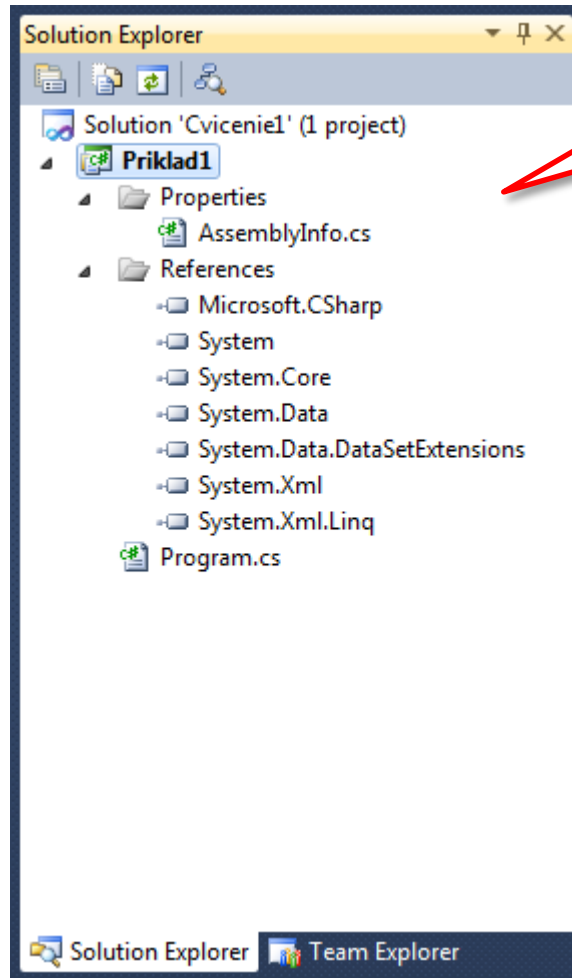 Solution Explorer
Solution 'Cvicenie1' (1 project)
Priklad1
Properties
AssemblyInfo.cs
References
Microsoft.CSharp
System
System.Core
System.Data
System.Data.DataSetExtensions
System.Xml
System.Xml.Linq
Program.cs
Solution Explorer Team Explorer